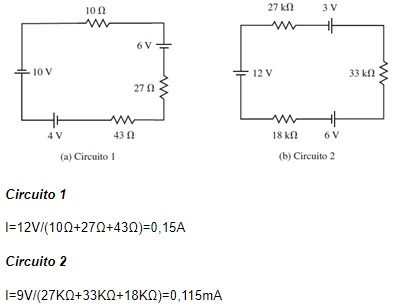 10 Ω
6 V
10 V
27 Ω
4 V
43 Ω
(a) Circuito 1
27 kΩ
3 V
12 V
33 kΩ
18 kΩ
6 V
(b) Circuito 2
Circuito 1
I=12V/(10Ω+27Ω+43Ω)=0,15A
Circuito 2
I=9V/(27KΩ+33KΩ+18KΩ)=0,115mA